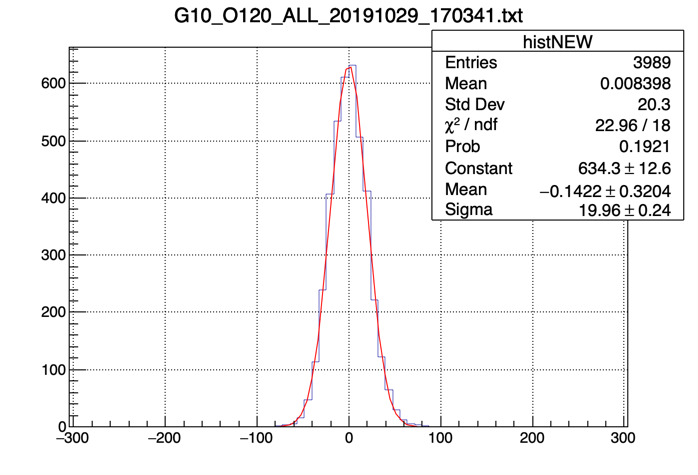 G10_O120_ALL_20191029_170341.txt
histNEW
Entries 3989
Mean 0.008398
Std Dev 20.3
χ² / ndf 22.96 / 18
Prob 0.1921
Constant 634.3 ± 12.6
Mean −0.1422 ± 0.3204
Sigma 19.96 ± 0.24
600
500
400
300
200
100
0
−300 −200 −100 0 100 200 300